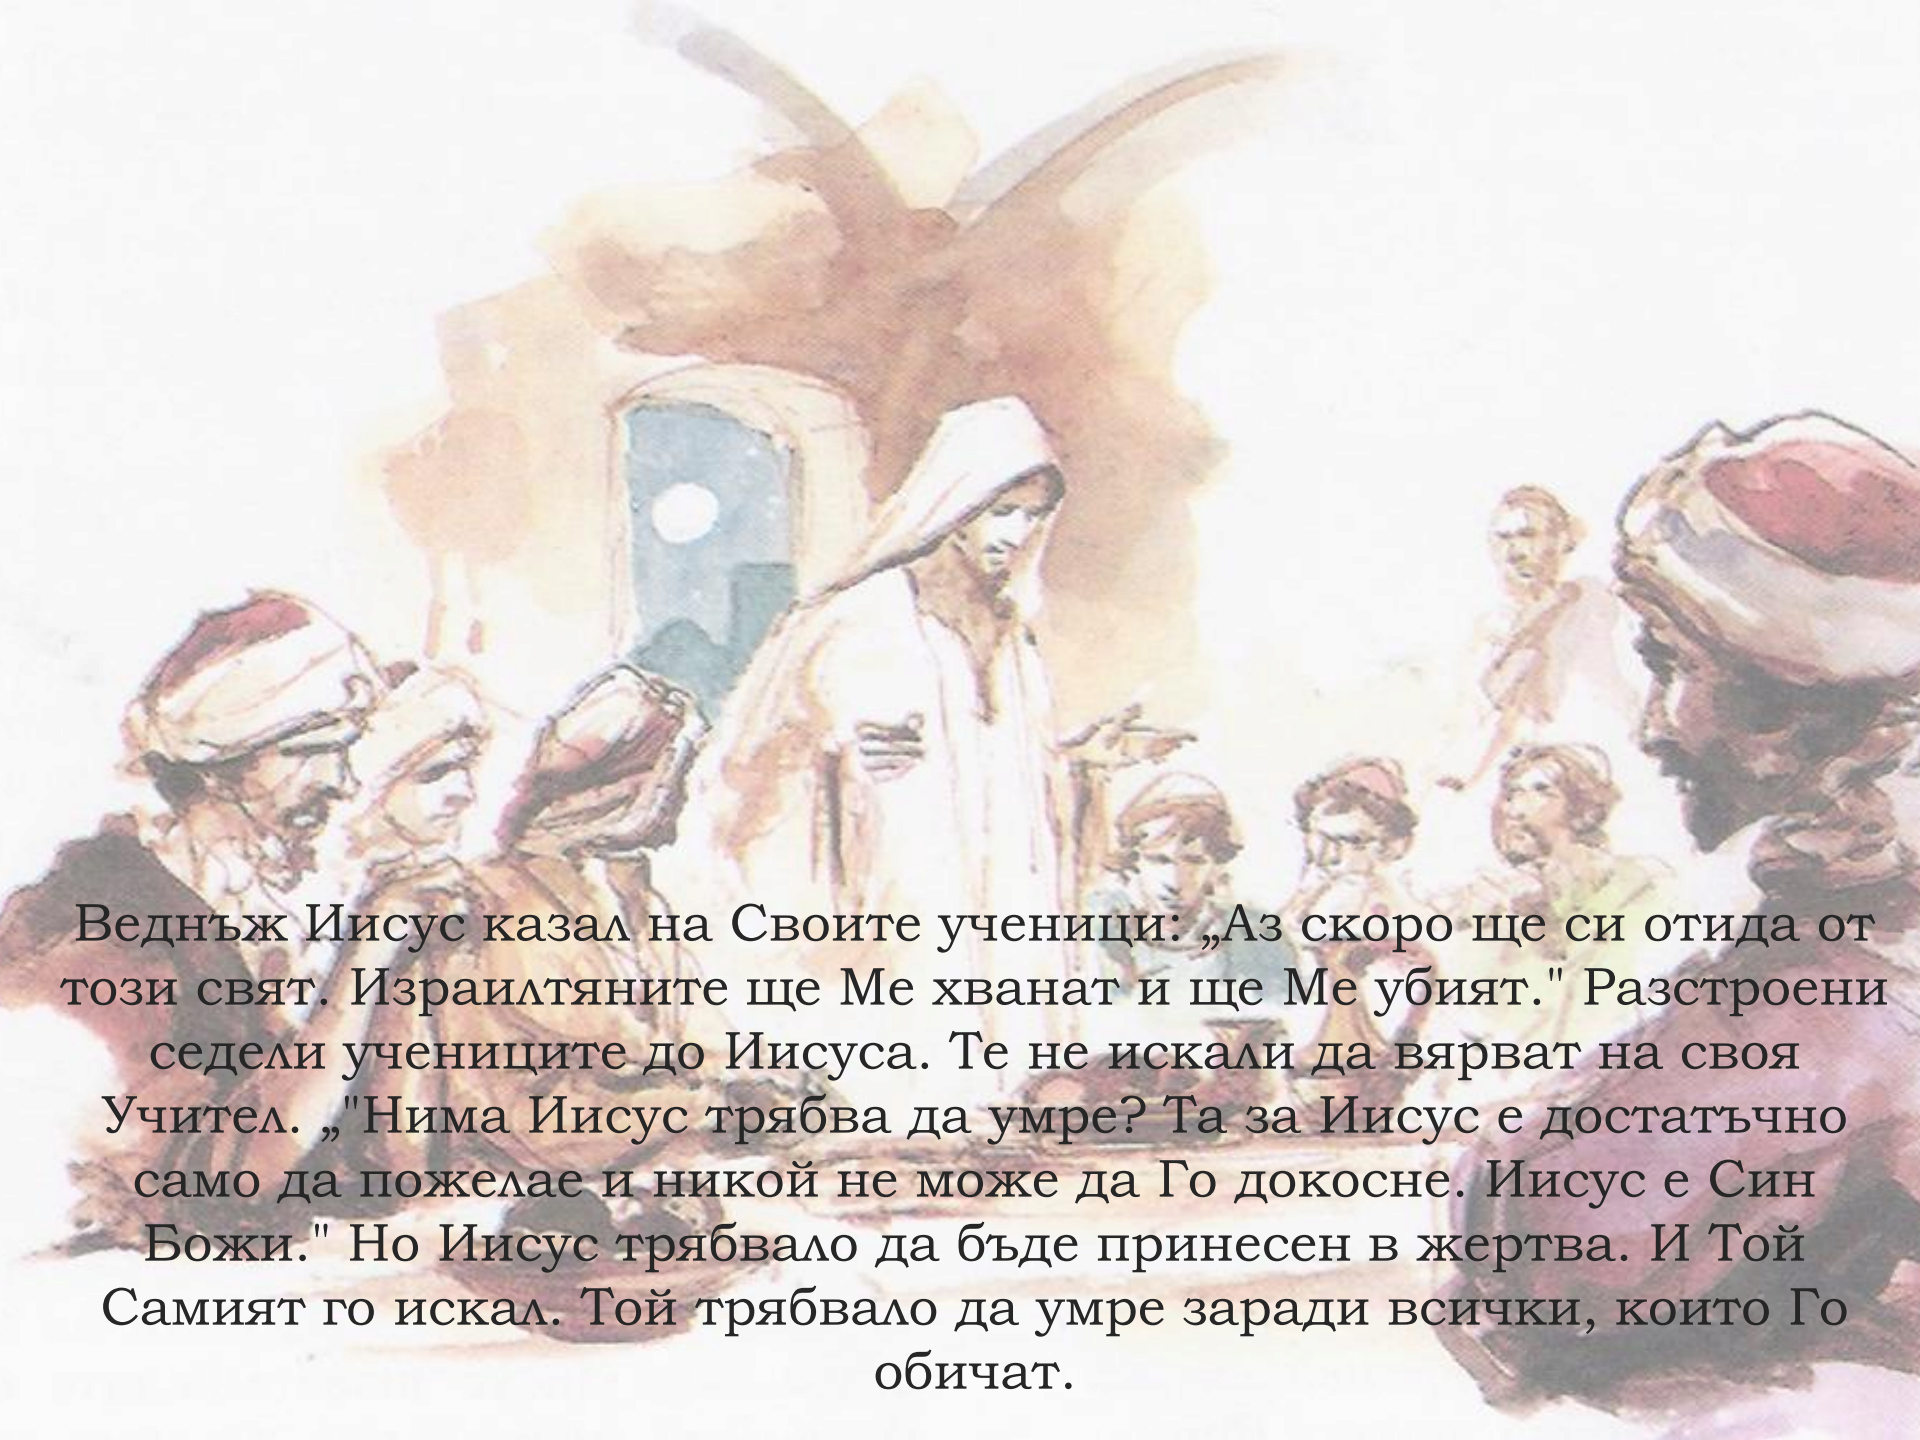 Веднъж Иисус казал на Своите ученици: „Аз скоро ще си отида от
този свят. Израилтяните ще Ме хванат и ще Ме убият." Разстроени
седели учениците до Иисуса. Те не искали да вярват на своя
Учител. „"Нима Иисус трябва да умре? Та за Иисус е достатъчно
само да пожелае и никой не може да Го докосне. Иисус е Син
Божи." Но Иисус трябвало да бъде принесен в жертва. И Той
Самият го искал. Той трябвало да умре заради всички, които Го
обичат.